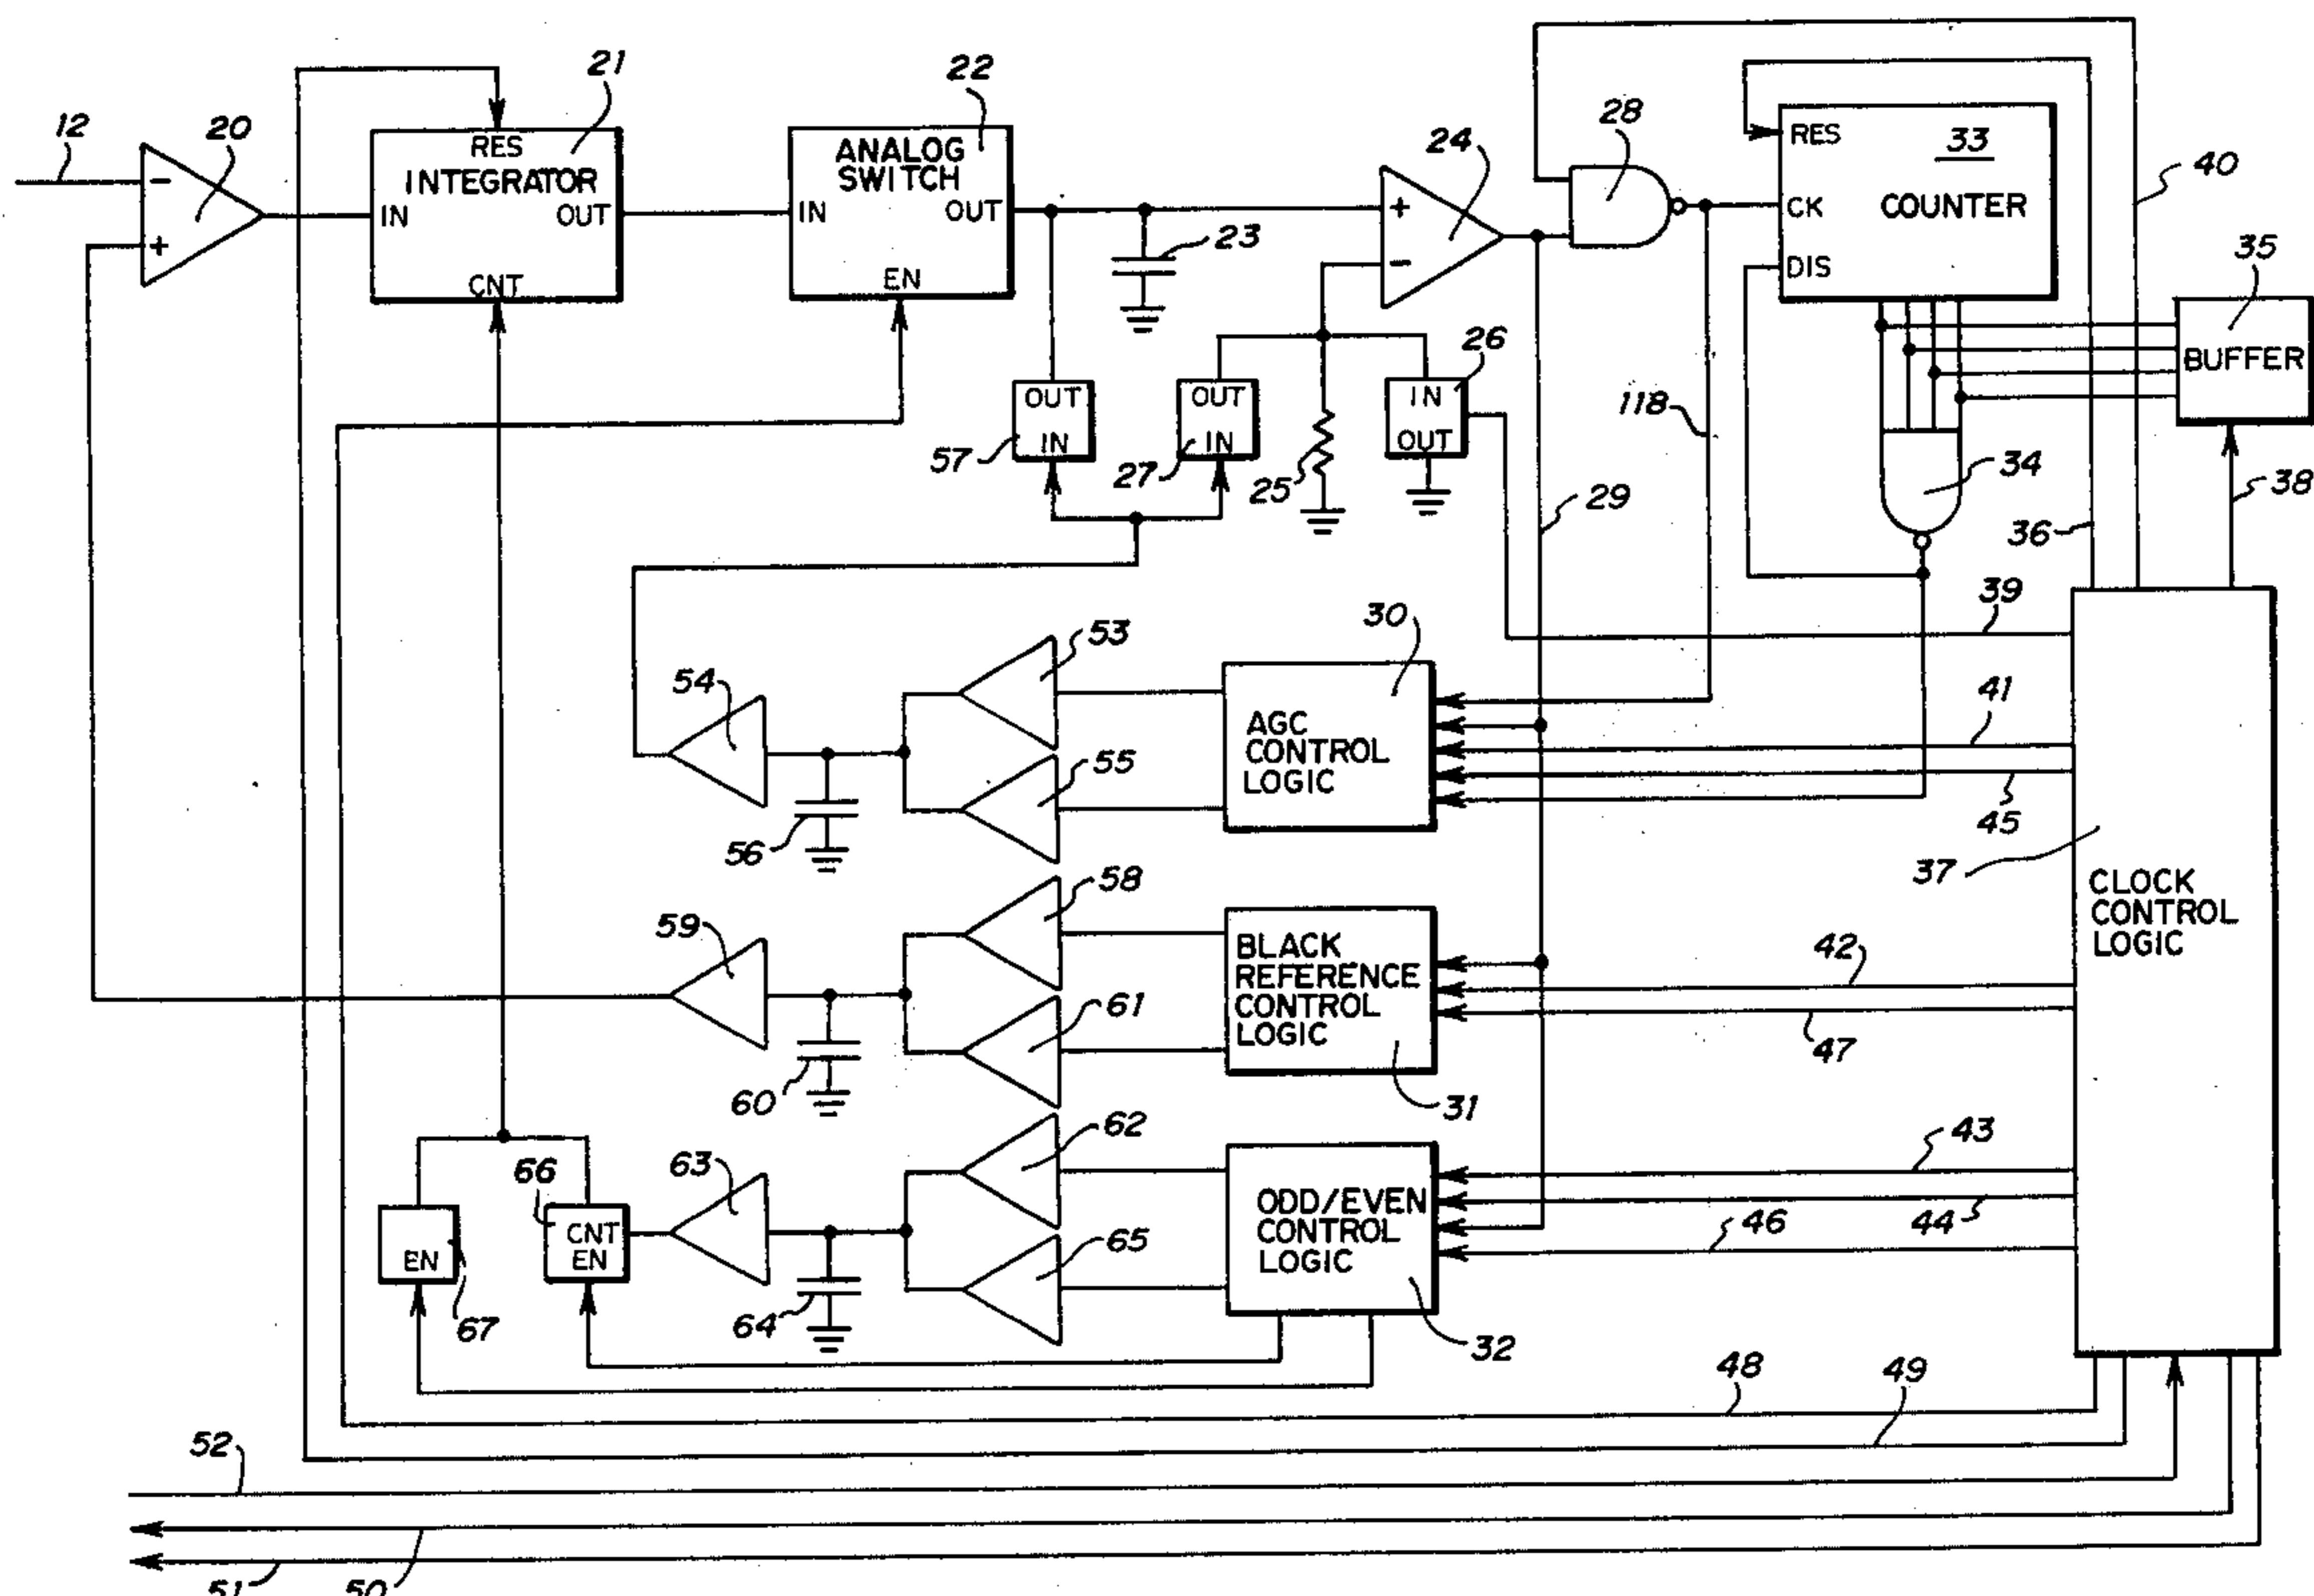 12
20
21
RES
INTEGRATOR
IN
OUT
CNT
22
ANALOG
SWITCH
IN
OUT
EN
23
24
+
−
−
+
28
33
RES
CK
COUNTER
DIS
40
35
BUFFER
OUT
IN
57
OUT
IN
27
25
26
IN
OUT
118
29
34
36
38
39
53
54
55
56
30
AGC
CONTROL
LOGIC
41
45
37
CLOCK
CONTROL
LOGIC
58
59
60
61
BLACK
REFERENCE
CONTROL
LOGIC
31
42
47
62
63
64
65
66
CNT
EN
EN
67
ODD/EVEN
CONTROL
LOGIC
32
43
44
46
48
49
52
51
50